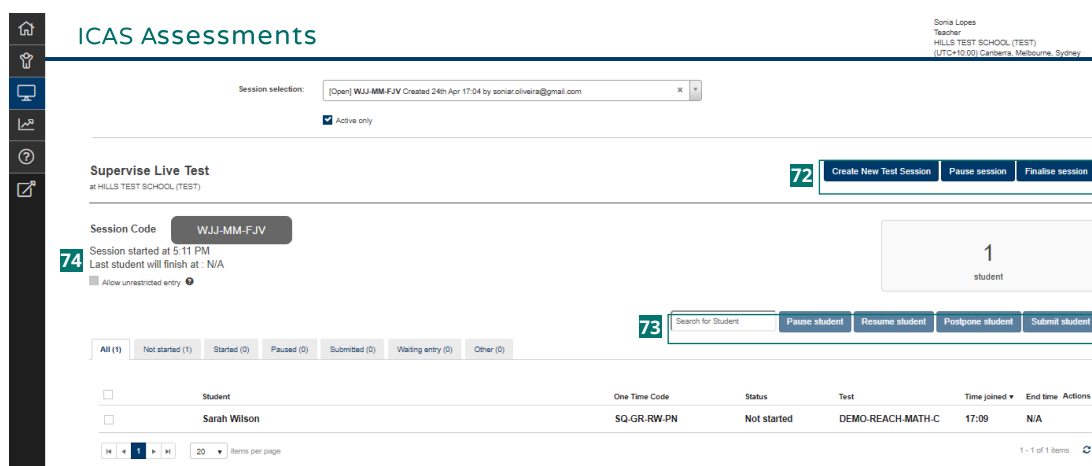 ICAS Assessments
Sonia Lopes
Teacher
HILLS TEST SCHOOL (TEST)
(UTC+10:00) Canberra, Melbourne, Sydney
Session selection:
[Open] WJJ-MM-FJV Created 24th Apr 17:04 by soniar.oliveira@gmail.com
Active only
Supervise Live Test
at HILLS TEST SCHOOL (TEST)
72
Create New Test Session Pause session Finalise session
Session Code WJJ-MM-FJV
74
Session started at 5:11 PM
Last student will finish at : N/A
Allow unrestricted entry
1
student
73
Search for Student Pause student Resume student Postpone student Submit student
All (1) Not started (1) Started (0) Paused (0) Submitted (0) Waiting entry (0) Other (0)
Student One Time Code Status Test Time joined End time Actions
Sarah Wilson SQ-GR-RW-PN Not started DEMO-REACH-MATH-C 17:09 N/A
1 20 items per page 1 - 1 of 1 items